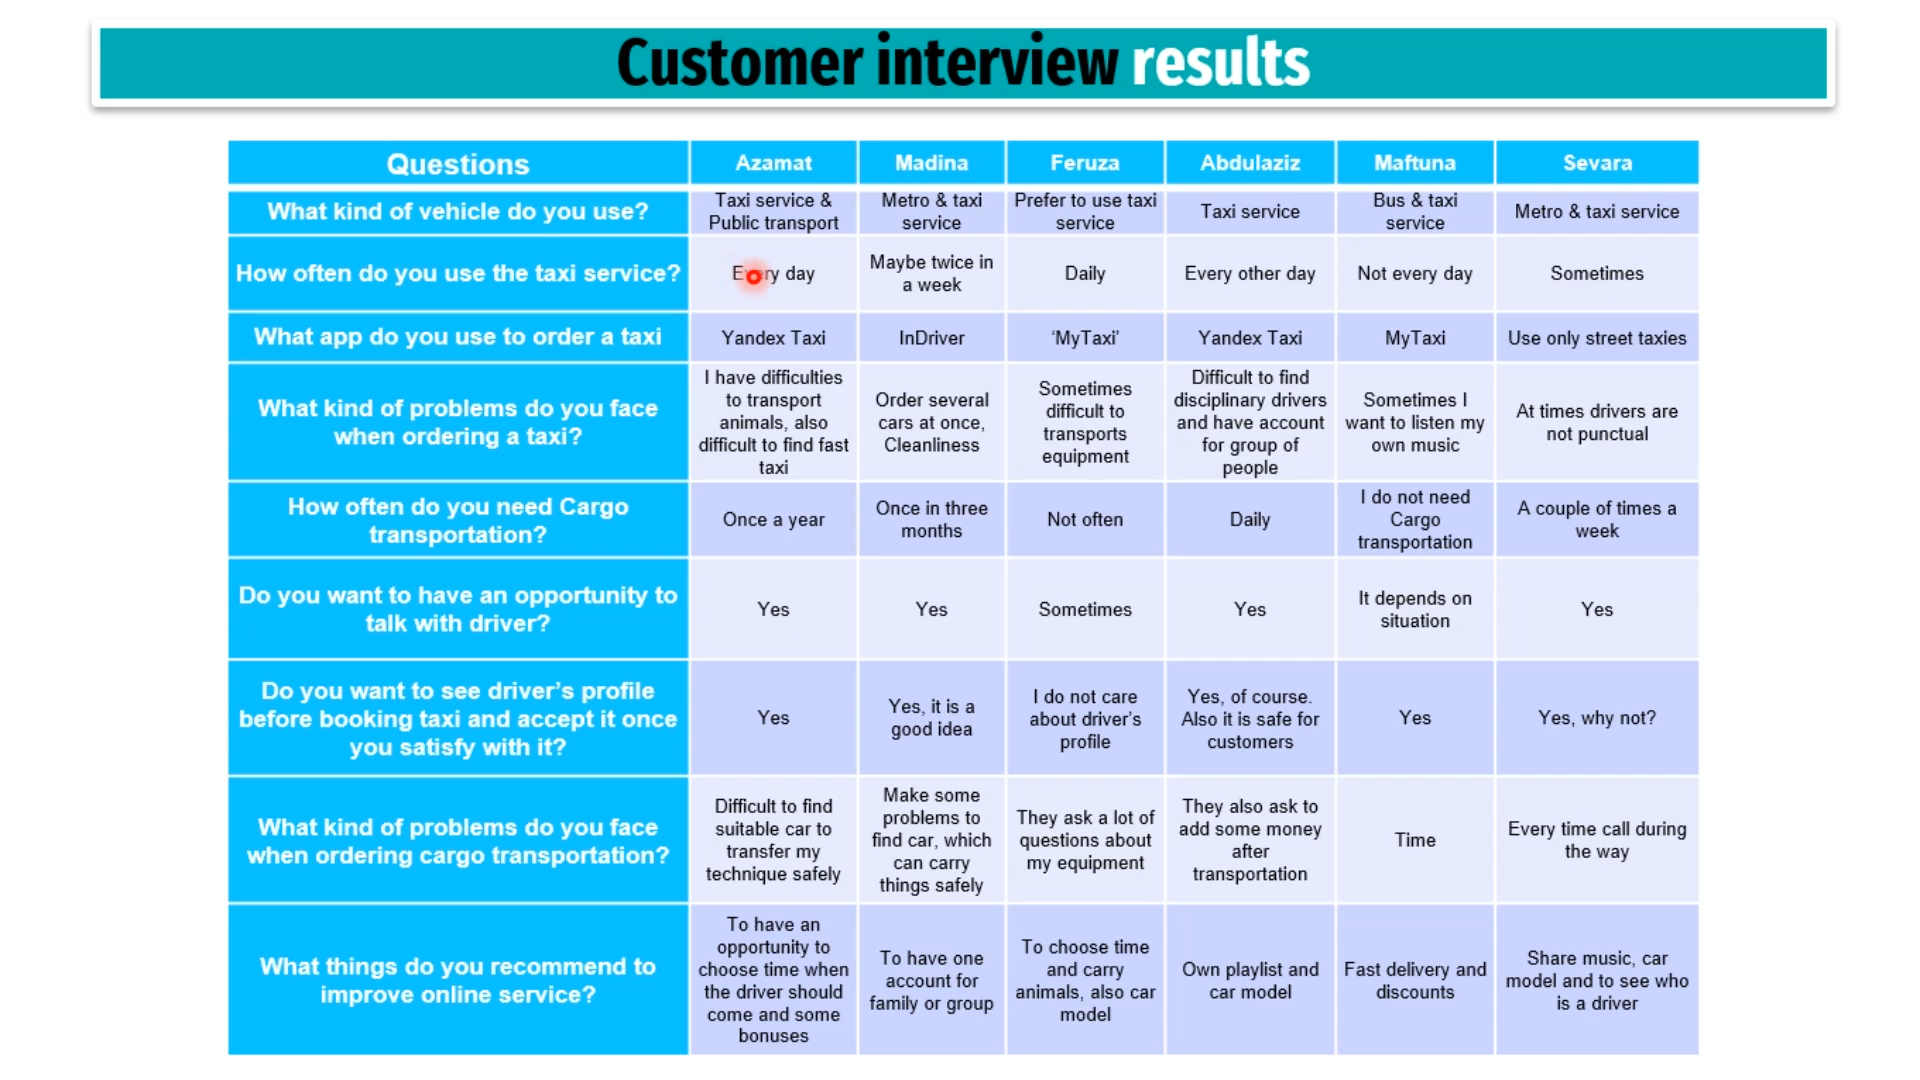 Customer interview results
Questions
Azamat
Madina
Feruza
Abdulaziz
Maftuna
Sevara
What kind of vehicle do you use?
Taxi service &
Public transport
Metro & taxi
service
Prefer to use taxi
service
Taxi service
Bus & taxi
service
Metro & taxi service
How often do you use the taxi service?
Every day
Maybe twice in
a week
Daily
Every other day
Not every day
Sometimes
What app do you use to order a taxi
Yandex Taxi
InDriver
‘MyTaxi’
Yandex Taxi
MyTaxi
Use only street taxies
What kind of problems do you face
when ordering a taxi?
I have difficulties
to transport
animals, also
difficult to find fast
taxi
Order several
cars at once,
Cleanliness
Sometimes
difficult to
transports
equipment
Difficult to find
disciplinary drivers
and have account
for group of
people
Sometimes I
want to listen my
own music
At times drivers are
not punctual
How often do you need Cargo
transportation?
Once a year
Once in three
months
Not often
Daily
I do not need
Cargo
transportation
A couple of times a
week
Do you want to have an opportunity to
talk with driver?
Yes
Yes
Sometimes
Yes
It depends on
situation
Yes
Do you want to see driver’s profile
before booking taxi and accept it once
you satisfy with it?
Yes
Yes, it is a
good idea
I do not care
about driver’s
profile
Yes, of course.
Also it is safe for
customers
Yes
Yes, why not?
What kind of problems do you face
when ordering cargo transportation?
Difficult to find
suitable car to
transfer my
technique safely
Make some
problems to
find car, which
can carry
things safely
They ask a lot of
questions about
my equipment
They also ask to
add some money
after
transportation
Time
Every time call during
the way
What things do you recommend to
improve online service?
To have an
opportunity to
choose time when
the driver should
come and some
bonuses
To have one
account for
family or group
To choose time
and carry
animals, also car
model
Own playlist and
car model
Fast delivery and
discounts
Share music, car
model and to see who
is a driver